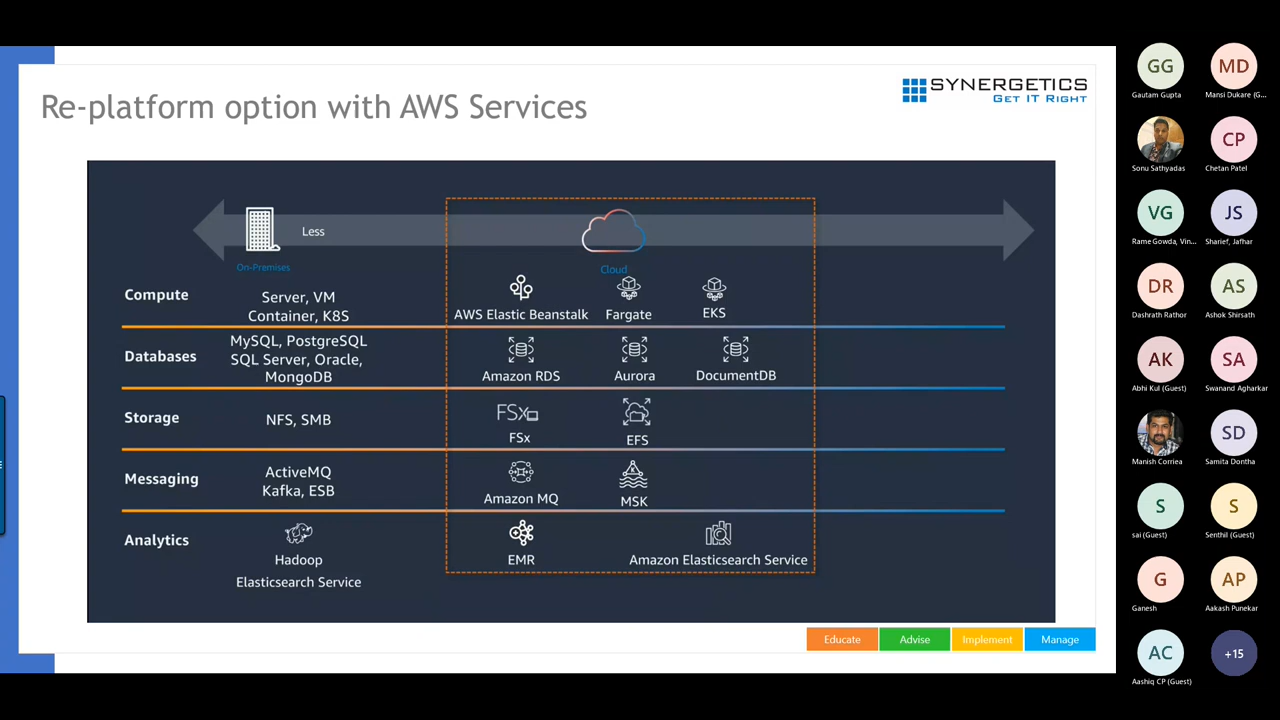 Re-platform option with AWS Services
SYNERGETICS
GET IT RIGHT
Less
On-Premises
Cloud
Compute
Server, VM
Container, K8S
AWS Elastic Beanstalk
Fargate
EKS
Databases
MySQL, PostgreSQL
SQL Server, Oracle,
MongoDB
Amazon RDS
Aurora
DocumentDB
Storage
NFS, SMB
FSx
FSx
EFS
Messaging
ActiveMQ
Kafka, ESB
Amazon MQ
MSK
Analytics
Hadoop
Elasticsearch Service
EMR
Amazon Elasticsearch Service
Educate
Advise
Implement
Manage
GG
Gautam Gupta
MD
Mansi Dukare (G...
Sonu Sathyadas
CP
Chetan Patel
VG
Rame Gowda, Vin...
JS
Sharief, Jafhar
DR
Dashrath Rathor
AS
Ashok Shirsath
AK
Abhi Kul (Guest)
SA
Swanand Agharkar
Manish Corriea
SD
Samita Dontha
S
sai (Guest)
S
Senthil (Guest)
G
Ganesh
AP
Aakash Punekar
AC
Aashiq CP (Guest)
+15